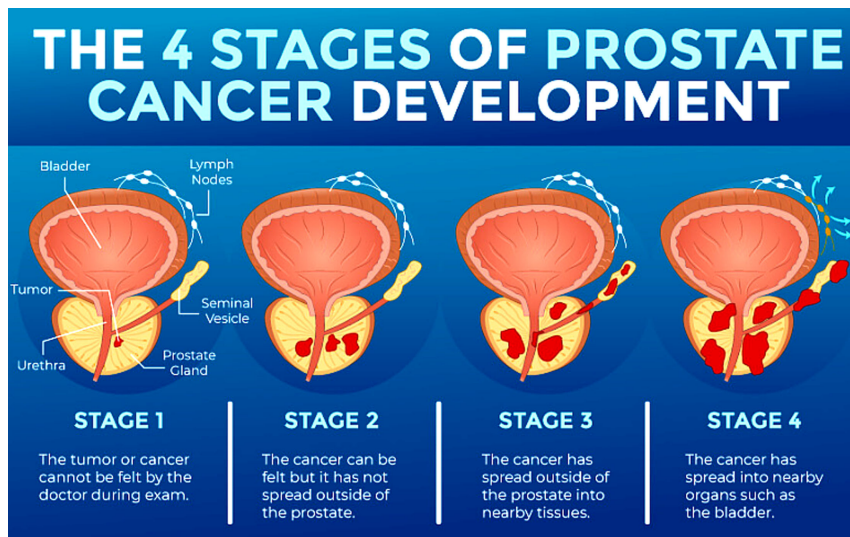 THE 4 STAGES OF PROSTATE
CANCER DEVELOPMENT
Bladder
Lymph
Nodes
Tumor
Seminal
Vesicle
Urethra
Prostate
Gland
STAGE 1
The tumor or cancer
cannot be felt by the
doctor during exam.
STAGE 2
The cancer can be
felt but it has not
spread outside of
the prostate.
STAGE 3
The cancer has
spread outside of
the prostate into
nearby tissues.
STAGE 4
The cancer has
spread into nearby
organs such as
the bladder.